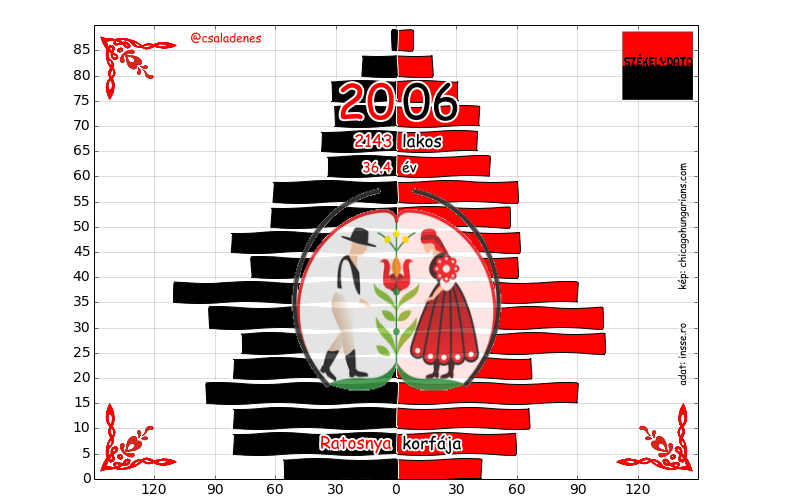 @csaladenes
SZÉKELYDATA
2006
2143 lakos
36.4 év
kép: chicagohungarians.com
adat: insse.ro
Ratosnya korfája
85
80
75
70
65
60
55
50
45
40
35
30
25
20
15
10
5
0
120 90 60 30 0 30 60 90 120